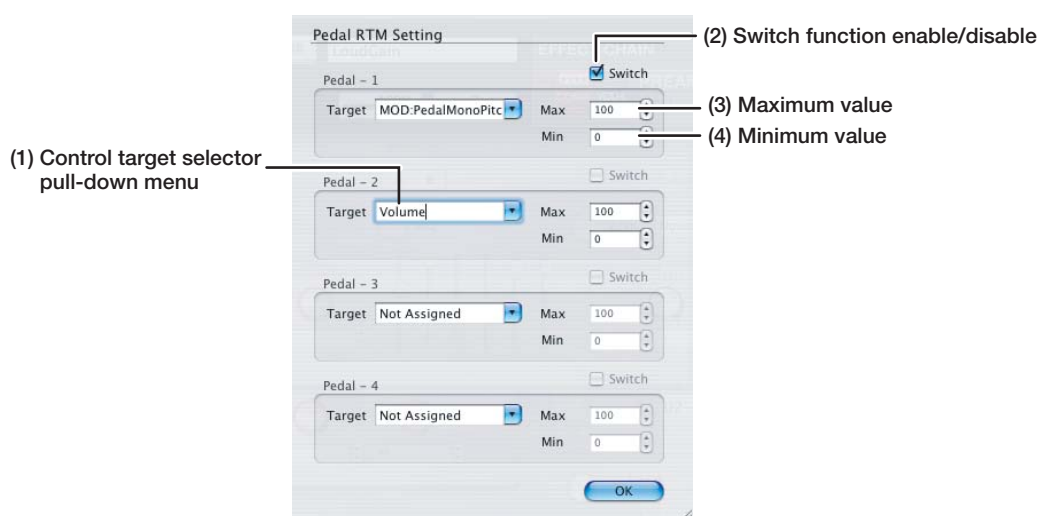 Pedal RTM Setting
(2) Switch function enable/disable
Switch
Pedal - 1
Target MOD:PedalMonoPitc Max 100
(3) Maximum value
Min 0
(4) Minimum value
(1) Control target selector
pull-down menu
Switch
Pedal - 2
Target Volume Max 100
Min 0
Switch
Pedal - 3
Target Not Assigned Max 100
Min 0
Switch
Pedal - 4
Target Not Assigned Max 100
Min 0
OK